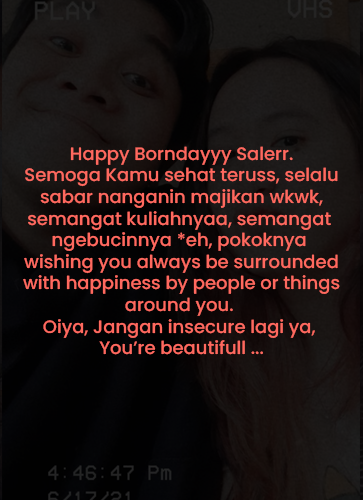 PLAY VHS
Happy Borndayyy Salerr.
Semoga Kamu sehat teruss, selalu
sabar nanganin majikan wkwk,
semangat kuliahnyaa, semangat
ngebucinnya *eh, pokoknya
wishing you always be surrounded
with happiness by people or things
around you.
Oiya, Jangan insecure lagi ya,
You're beautifull ...
4:46:47 Pm
6/17/21